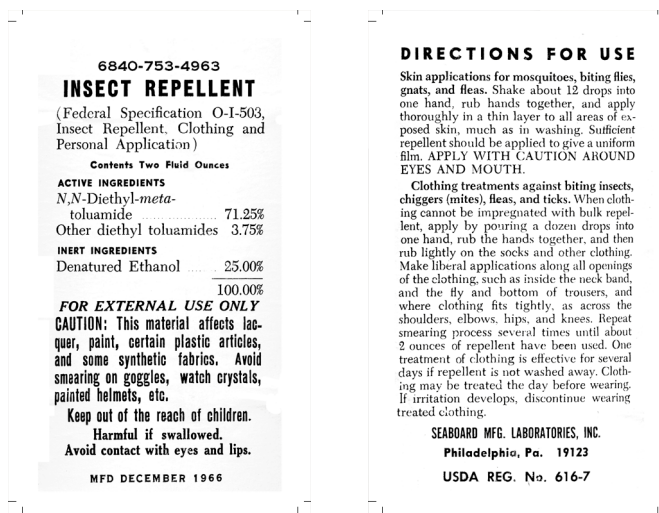 6840-753-4963
INSECT REPELLENT
(Federal Specification O-I-503,
Insect Repellent, Clothing and
Personal Application)
Contents Two Fluid Ounces
ACTIVE INGREDIENTS
N,N-Diethyl-meta-
toluamide ........................ 71.25%
Other diethyl toluamides 3.75%
INERT INGREDIENTS
Denatured Ethanol ......... 25.00%
100.00%
FOR EXTERNAL USE ONLY
CAUTION: This material affects lac-
quer, paint, certain plastic articles,
and some synthetic fabrics. Avoid
smearing on goggles, watch crystals,
painted helmets, etc.
Keep out of the reach of children.
Harmful if swallowed.
Avoid contact with eyes and lips.
MFD DECEMBER 1966
DIRECTIONS FOR USE
Skin applications for mosquitoes, biting flies,
gnats, and fleas. Shake about 12 drops into
one hand, rub hands together, and apply
thoroughly in a thin layer to all areas of ex-
posed skin, much as in washing. Sufficient
repellent should be applied to give a uniform
film. APPLY WITH CAUTION AROUND
EYES AND MOUTH.
Clothing treatments against biting insects,
chiggers (mites), fleas, and ticks. When cloth-
ing cannot be impregnated with bulk repel-
lent, apply by pouring a dozen drops into
one hand, rub the hands together, and then
rub lightly on the socks and other clothing.
Make liberal applications along all openings
of the clothing, such as inside the neck band,
and the fly and bottom of trousers, and
where clothing fits tightly, as across the
shoulders, elbows, hips, and knees. Repeat
smearing process several times until about
2 ounces of repellent have been used. One
treatment of clothing is effective for several
days if repellent is not washed away. Cloth-
ing may be treated the day before wearing.
If irritation develops, discontinue wearing
treated clothing.
SEABOARD MFG. LABORATORIES, INC.
Philadelphia, Pa. 19123
USDA REG. No. 616-7